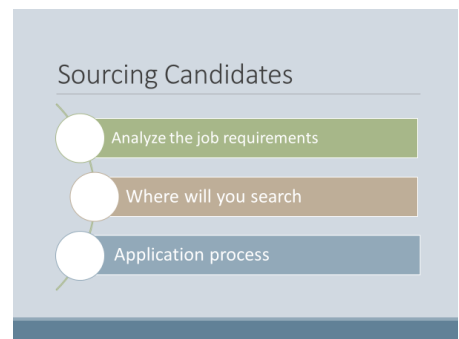 Sourcing Candidates
Analyze the job requirements
Where will you search
Application process